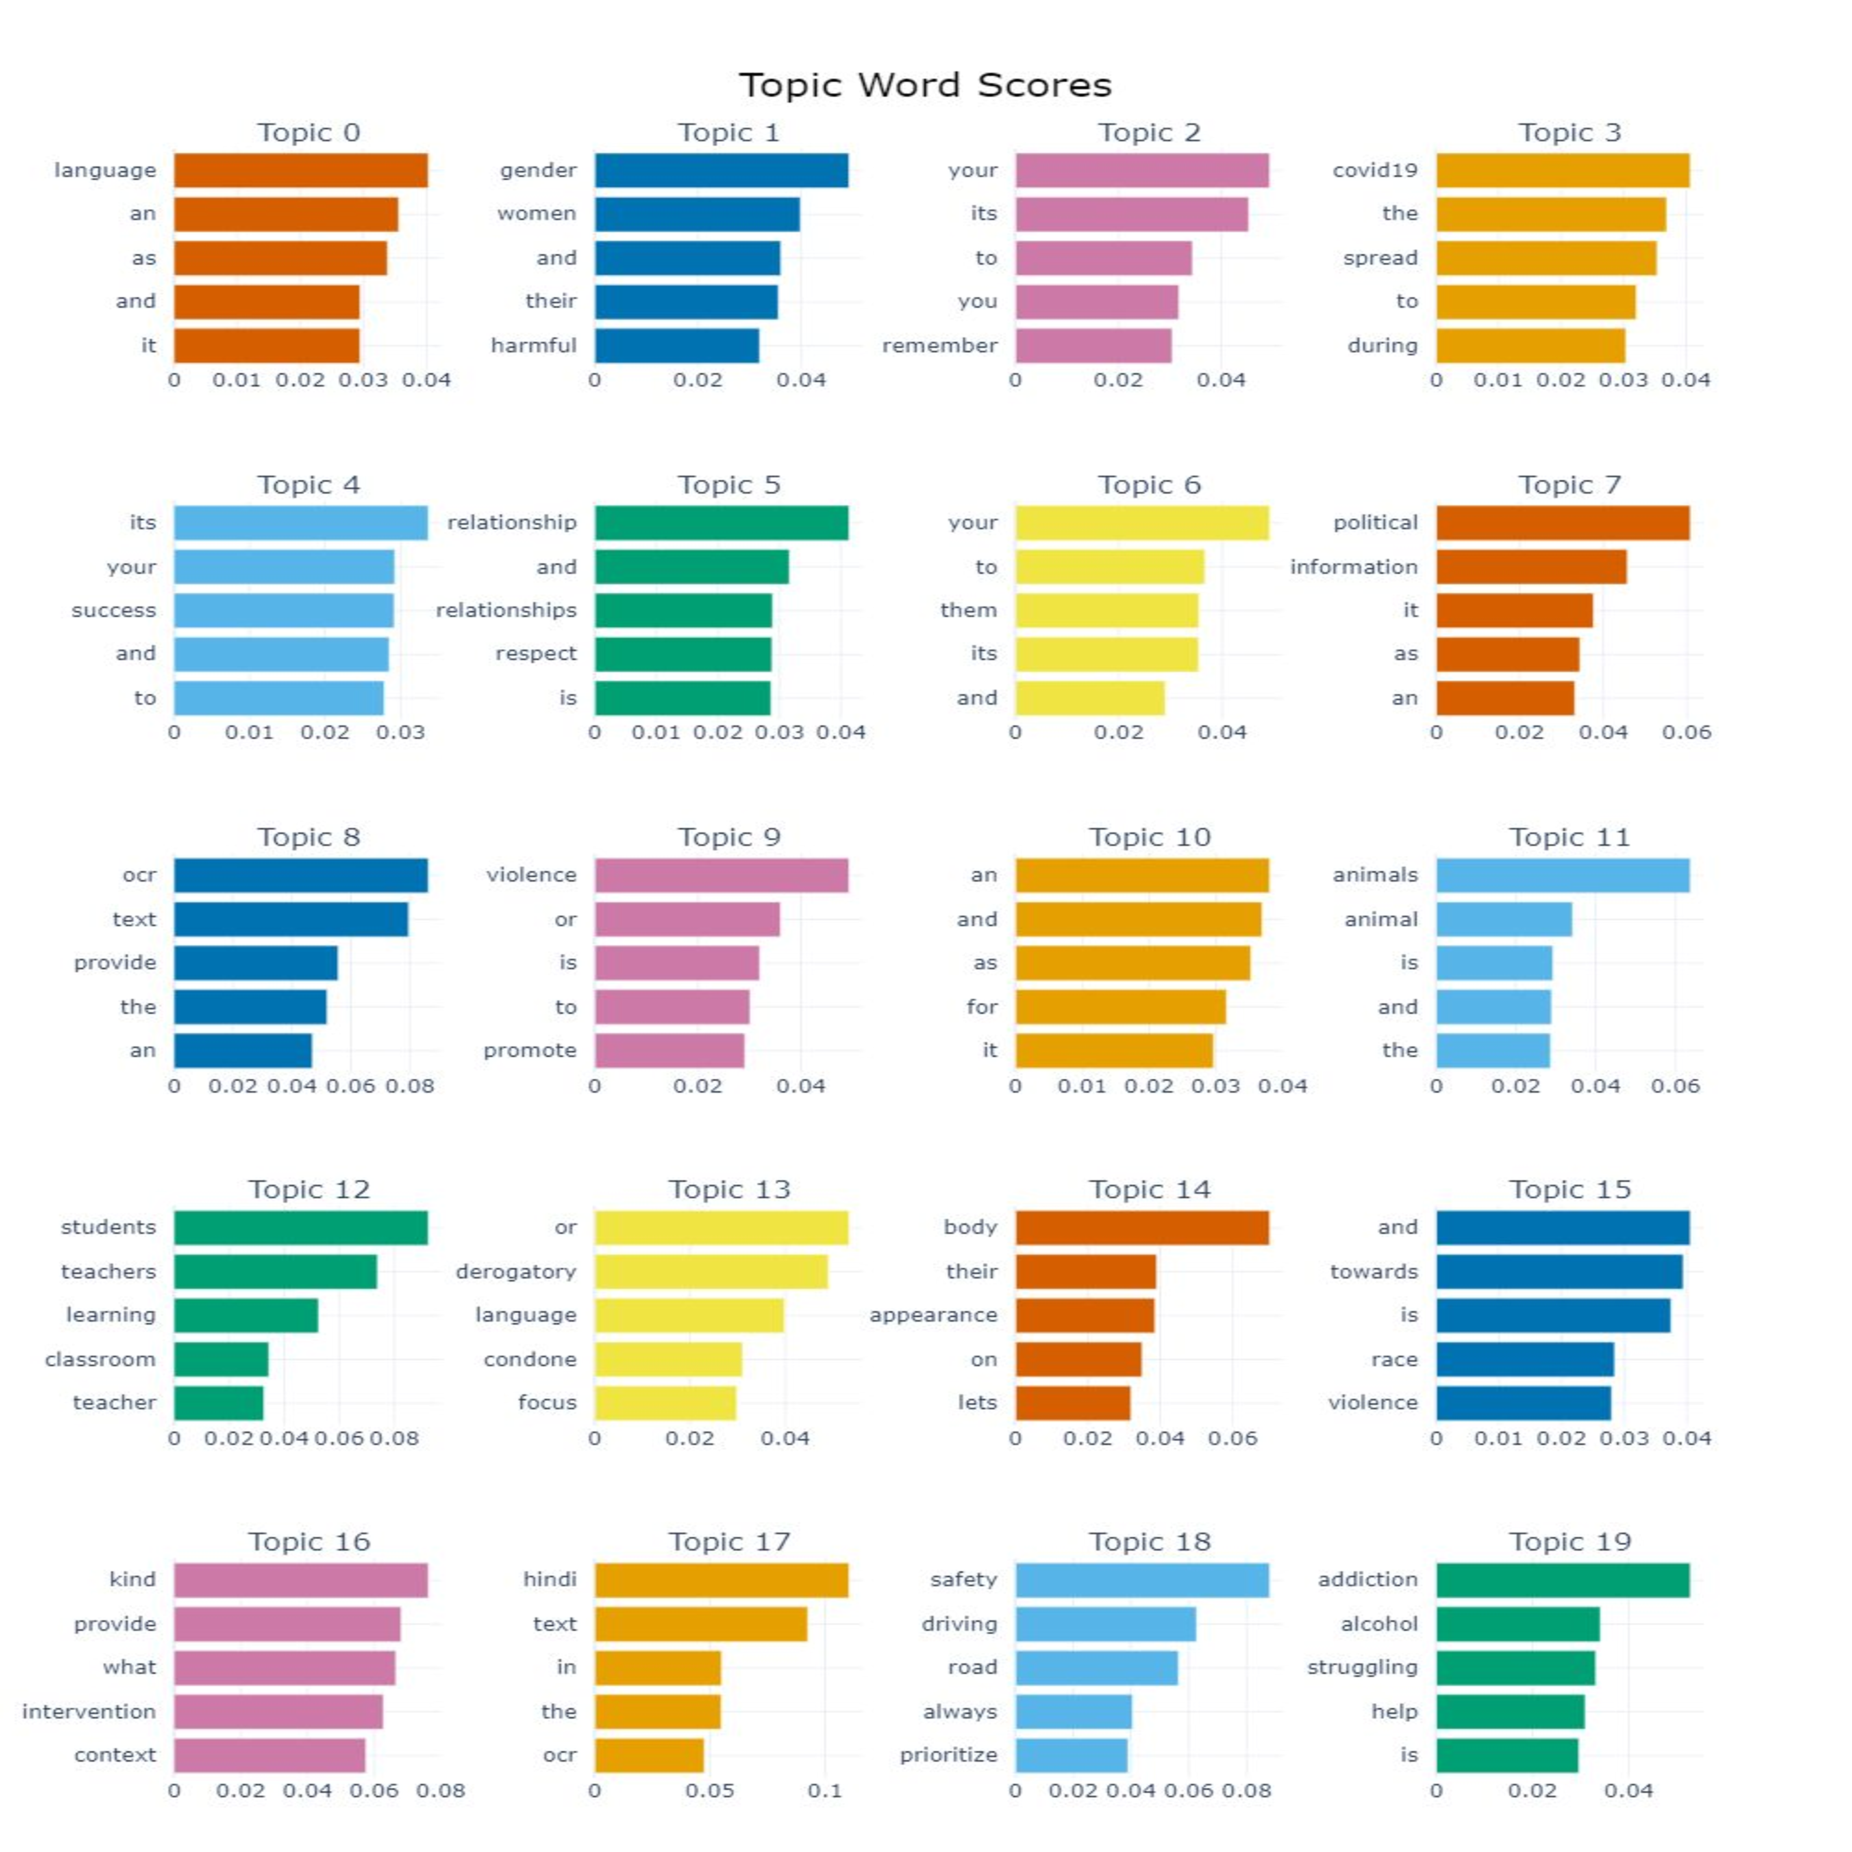 Topic Word Scores
Topic 0 Topic 1 Topic 2 Topic 3
language gender your covid19
an women its the
as and to spread
and their you to
it harmful remember during
0 0.01 0.02 0.03 0.04 0 0.02 0.04 0 0.02 0.04 0 0.01 0.02 0.03 0.04
Topic 4 Topic 5 Topic 6 Topic 7
its relationship your political
your and to information
success relationships them it
and respect its as
to is and an
0 0.01 0.02 0.03 0 0.01 0.02 0.03 0.04 0 0.02 0.04 0 0.02 0.04 0.06
Topic 8 Topic 9 Topic 10 Topic 11
ocr violence an animals
text or and animal
provide is as is
the to for and
an promote it the
0 0.02 0.04 0.06 0.08 0 0.02 0.04 0 0.01 0.02 0.03 0.04 0 0.02 0.04 0.06
Topic 12 Topic 13 Topic 14 Topic 15
students or body and
teachers derogatory their towards
learning language appearance is
classroom condone on race
teacher focus lets violence
0 0.02 0.04 0.06 0.08 0 0.02 0.04 0 0.02 0.04 0.06 0 0.01 0.02 0.03 0.04
Topic 16 Topic 17 Topic 18 Topic 19
kind hindi safety addiction
provide text driving alcohol
what in road struggling
intervention the always help
context ocr prioritize is
0 0.02 0.04 0.06 0.08 0 0.05 0.1 0 0.02 0.04 0.06 0.08 0 0.02 0.04